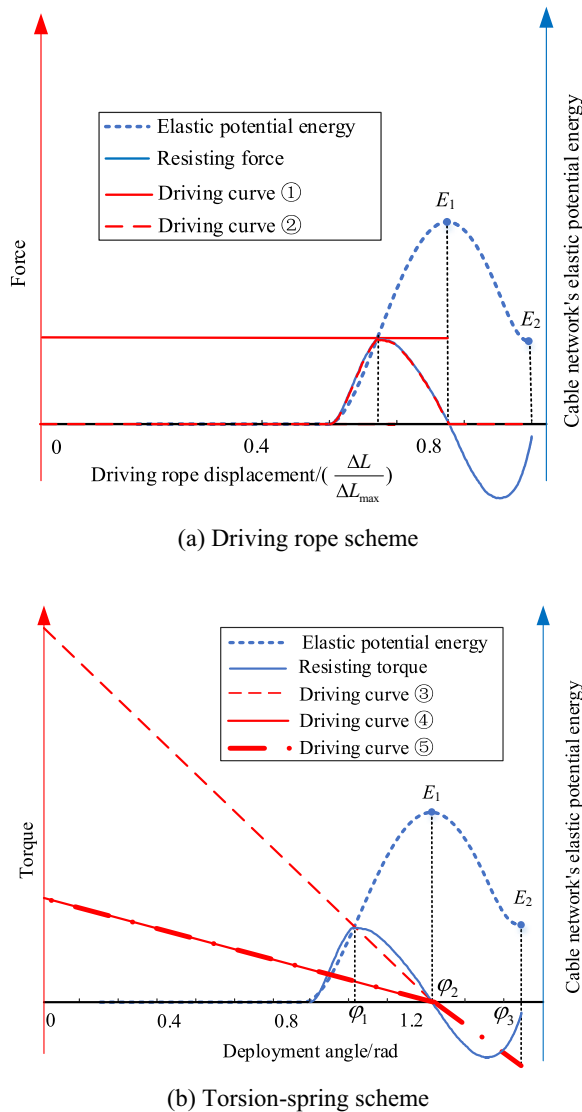 Elastic potential energy
Resisting force
Driving curve ①
Driving curve ②
Force
Cable network's elastic potential energy
E1
E2
0 0.4 0.8
Driving rope displacement/(ΔL/ΔLmax)
(a) Driving rope scheme
Elastic potential energy
Resisting torque
Driving curve ③
Driving curve ④
Driving curve ⑤
Torque
Cable network's elastic potential energy
E1
E2
φ1
φ2
φ3
0 0.4 0.8 1.2
Deployment angle/rad
(b) Torsion-spring scheme